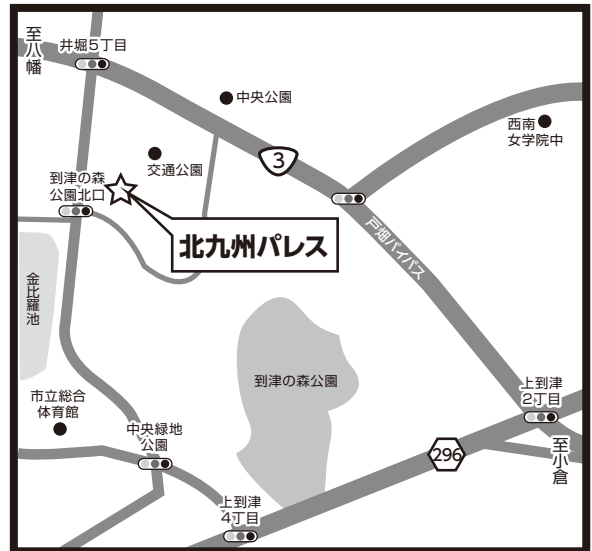 至八幡
井堀5丁目
中央公園
3
西南
女学院中
交通公園
到津の森
公園北口
北九州パレス
戸畑バイパス
金比羅池
到津の森公園
市立総合
体育館
中央緑地
公園
上到津
2丁目
296
至小倉
上到津
4丁目